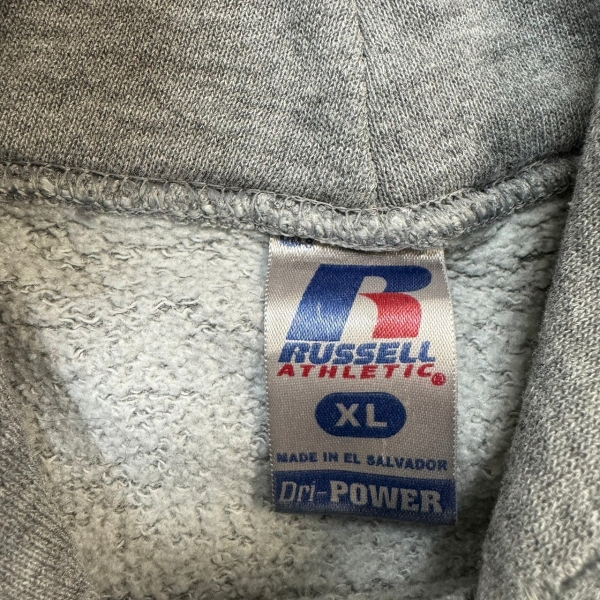 RUSSELL
ATHLETIC®
XL
MADE IN EL SALVADOR
Dri-POWER